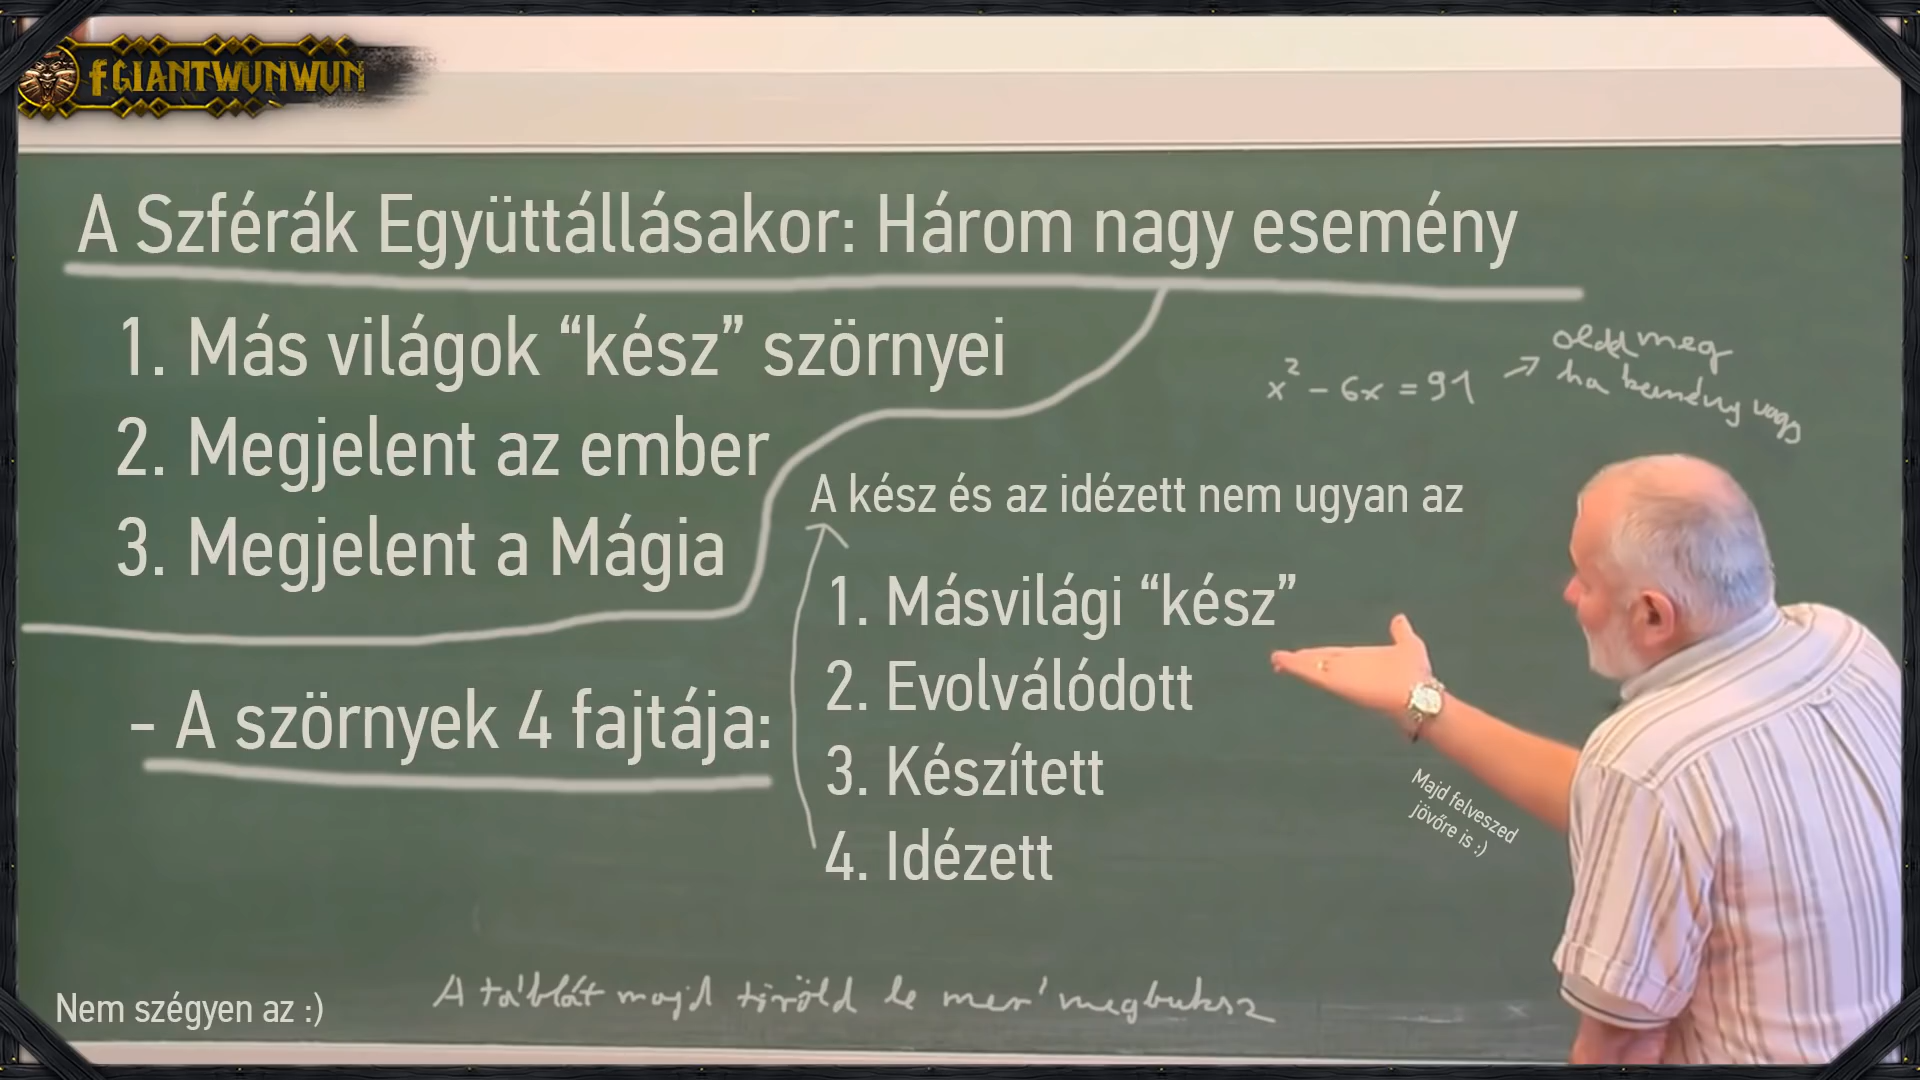 fGIANTWUNWUN
A Szférák Együttállásakor: Három nagy esemény
1. Más világok “kész” szörnyei
2. Megjelent az ember
3. Megjelent a Mágia
x² – 6x = 91 → oldd meg
ha kemény vagy
A kész és az idézett nem ugyan az
- A szörnyek 4 fajtája:
1. Másvilági “kész”
2. Evolválódott
3. Készített
4. Idézett
Majd felveszed
jövőre is :)
Nem szégyen az :)
A táblát majd töröld le mer' megbuksz